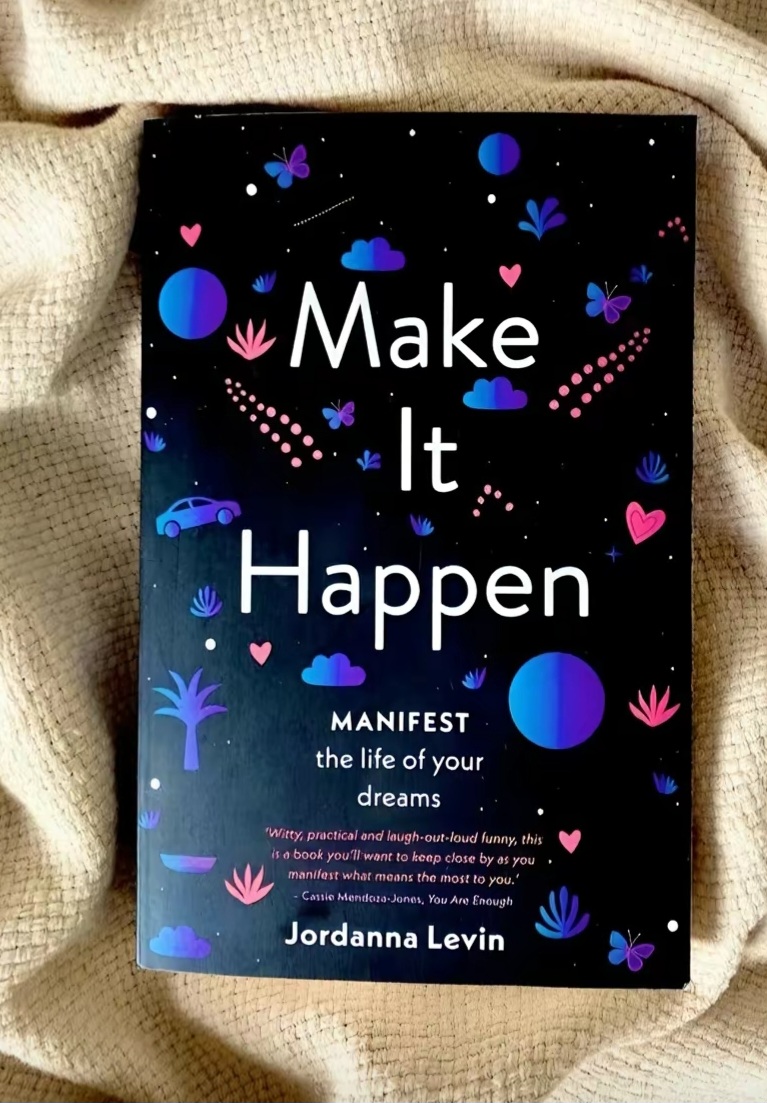 Make
It
Happen
MANIFEST
the life of your
dreams
'Witty, practical and laugh-out-loud funny, this
is a book you'll want to keep close by as you
manifest what means the most to you.'
- Cassie Mendoza-Jones, You Are Enough
Jordanna Levin